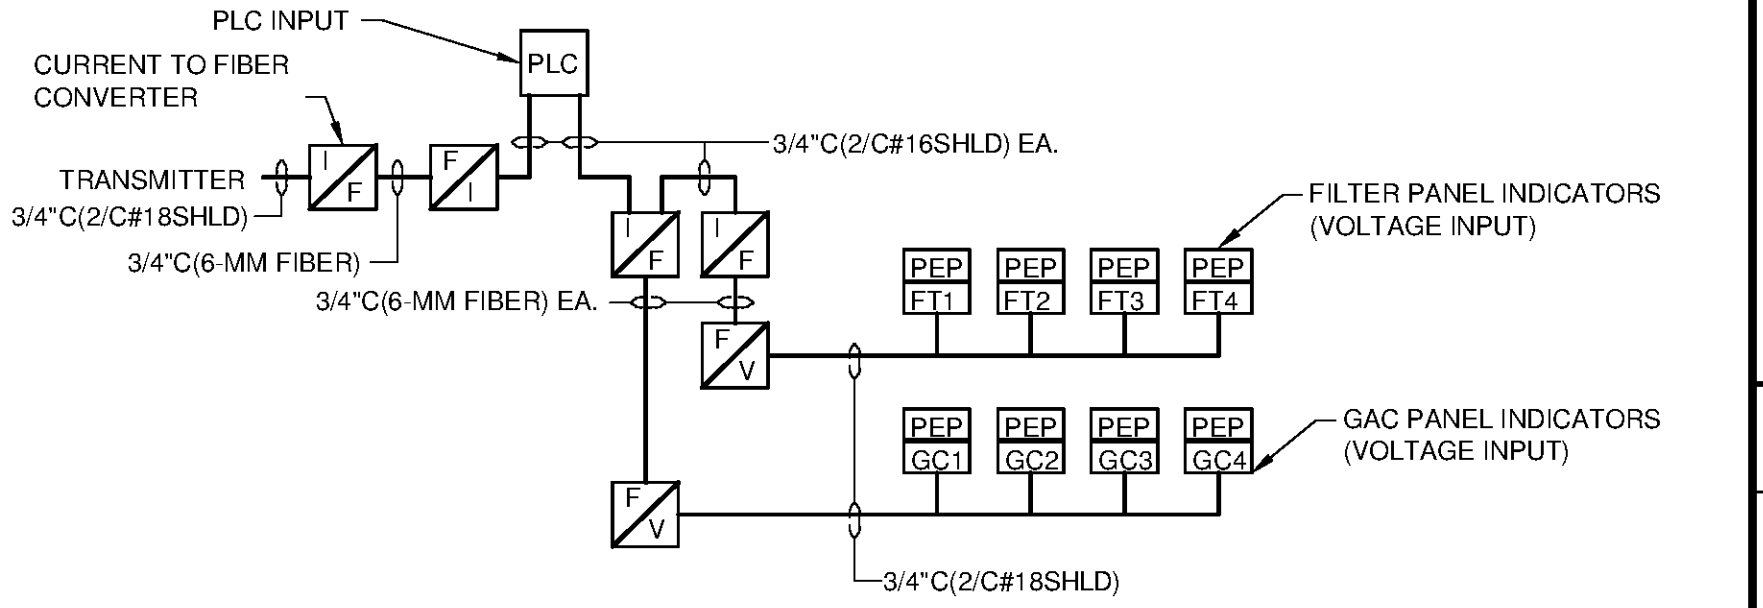 PLC INPUT
PLC
CURRENT TO FIBER
CONVERTER
I
F
F
I
3/4"C(2/C#16SHLD) EA.
TRANSMITTER
3/4"C(2/C#18SHLD)
3/4"C(6-MM FIBER)
I
F
I
F
3/4"C(6-MM FIBER) EA.
F
V
FILTER PANEL INDICATORS
(VOLTAGE INPUT)
PEP PEP PEP PEP
FT1 FT2 FT3 FT4
GAC PANEL INDICATORS
(VOLTAGE INPUT)
PEP PEP PEP PEP
GC1 GC2 GC3 GC4
F
V
3/4"C(2/C#18SHLD)